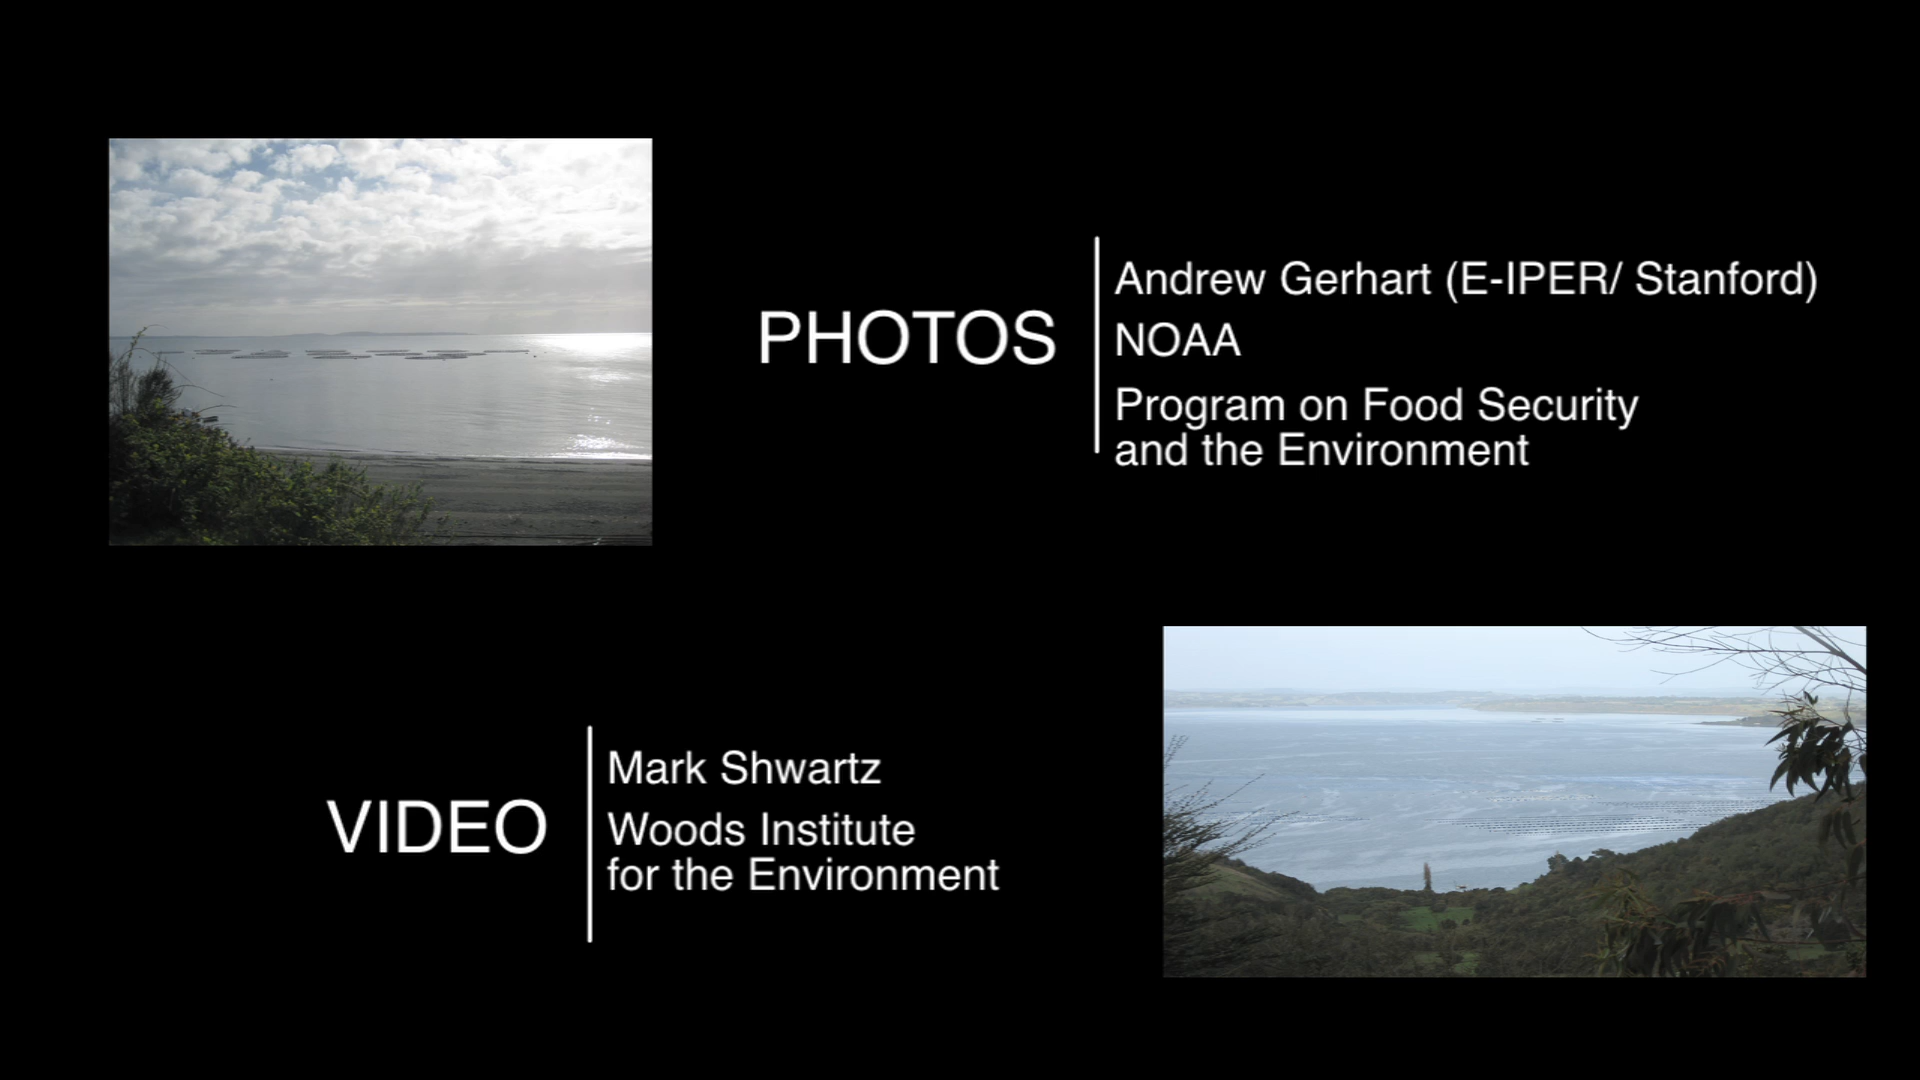 PHOTOS
Andrew Gerhart (E-IPER/ Stanford)
NOAA
Program on Food Security
and the Environment
VIDEO
Mark Shwartz
Woods Institute
for the Environment